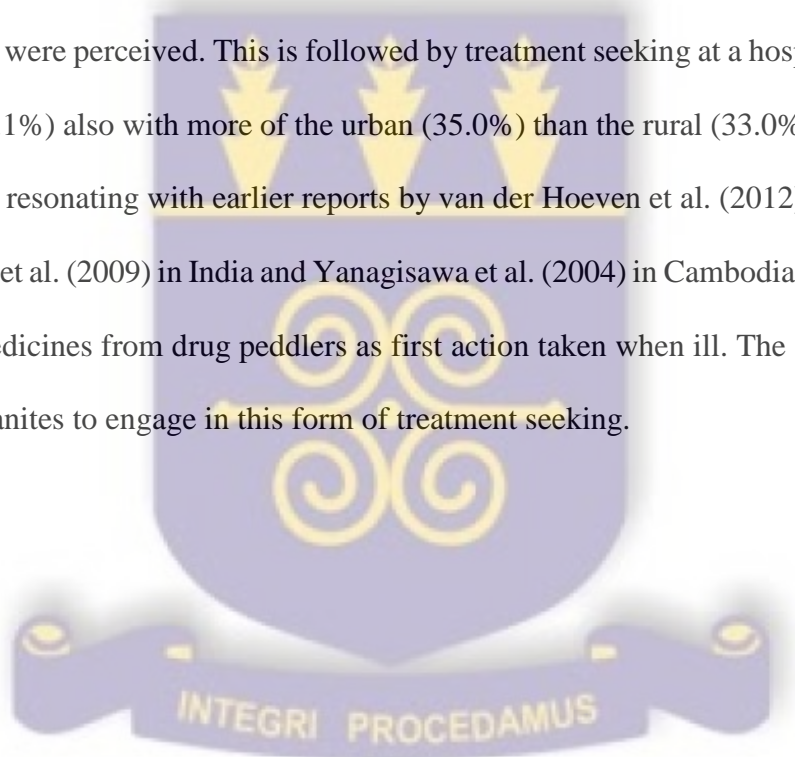 were perceived. This is followed by treatment seeking at a hosp
1%) also with more of the urban (35.0%) than the rural (33.0%
resonating with earlier reports by van der Hoeven et al. (2012
et al. (2009) in India and Yanagisawa et al. (2004) in Cambodia
edicines from drug peddlers as first action taken when ill. The
anites to engage in this form of treatment seeking.
INTEGRI PROCEDAMUS